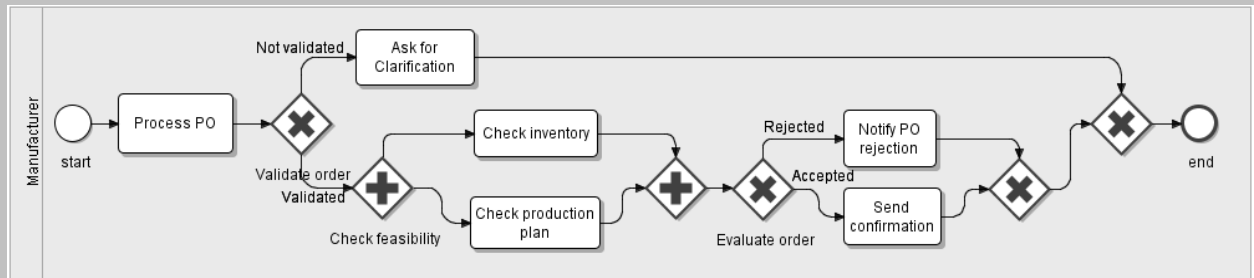 Manufacturer
start
Process PO
Not validated
Ask for
Clarification
Validate order
Validated
Check feasibility
Check inventory
Check production
plan
Evaluate order
Rejected
Notify PO
rejection
Accepted
Send
confirmation
end